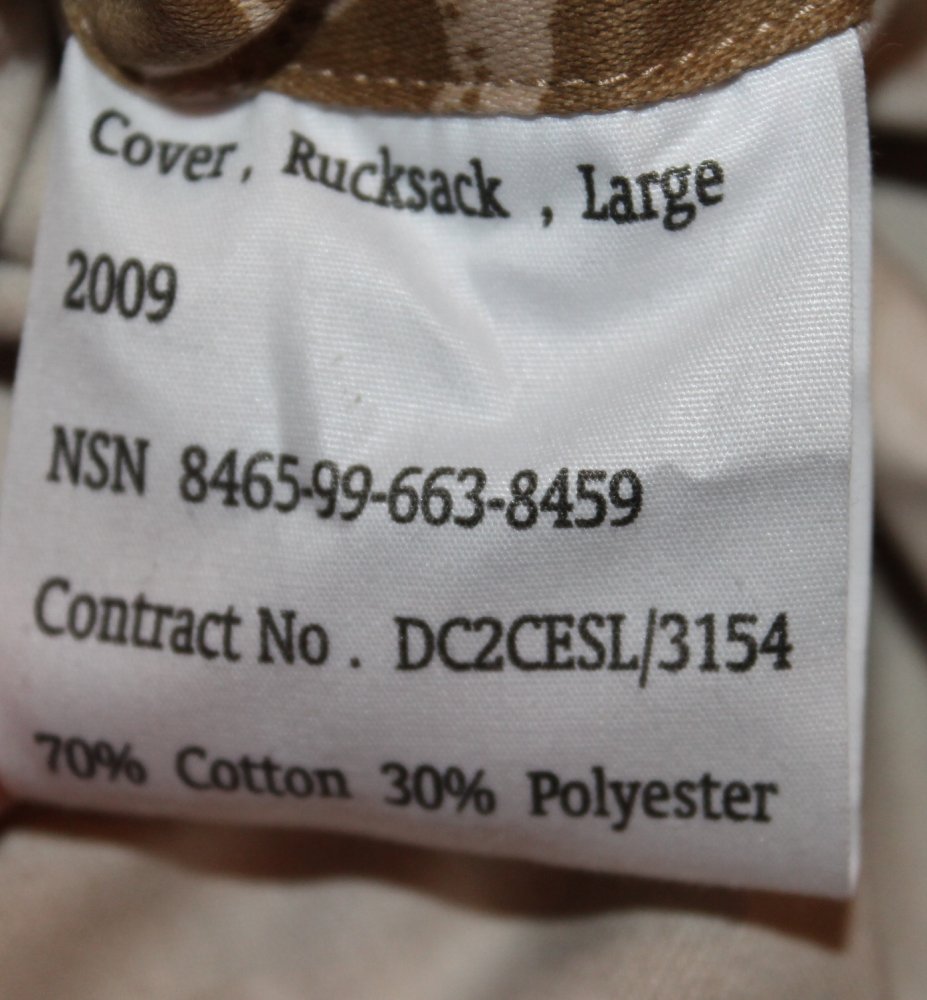 Cover, Rucksack , Large
2009
NSN 8465-99-663-8459
Contract No . DC2CESL/3154
70% Cotton 30% Polyester